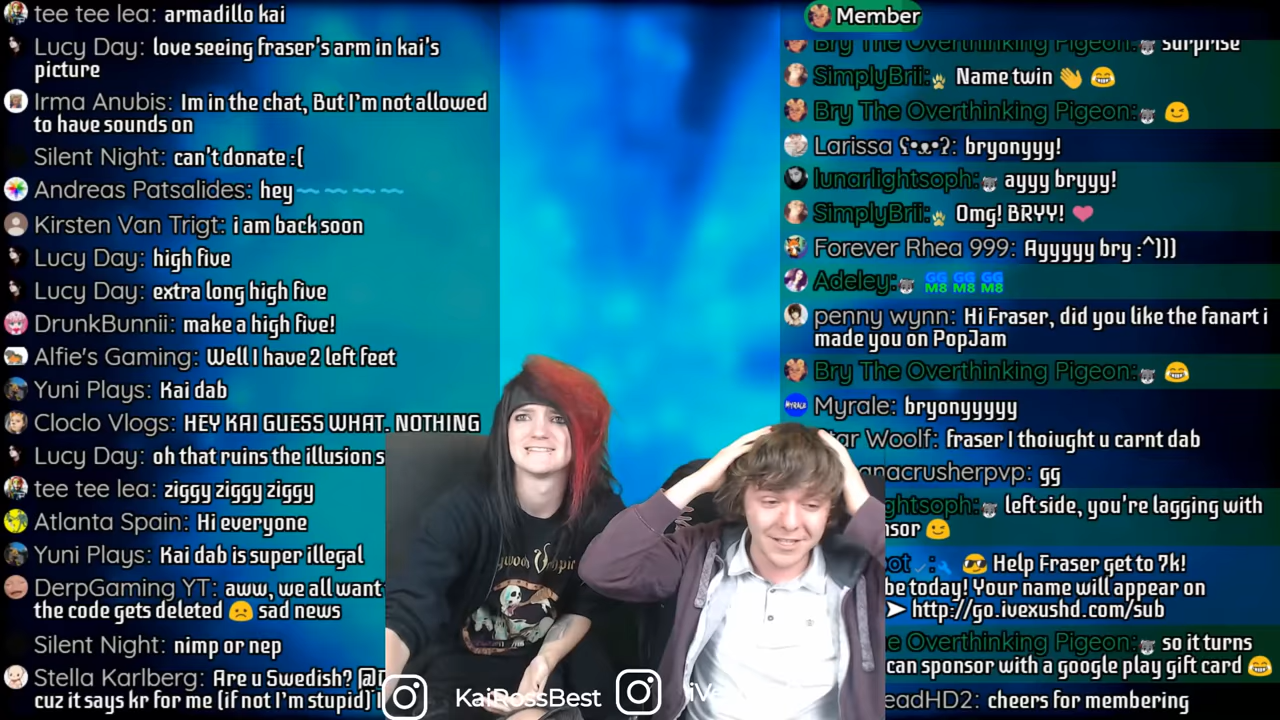 tee tee lea: armadillo kai
Lucy Day: love seeing fraser's arm in kai's
picture
Irma Anubis: Im in the chat, But I'm not allowed
to have sounds on
Silent Night: can't donate :(
Andreas Patsalides: hey
Kirsten Van Trigt: i am back soon
Lucy Day: high five
Lucy Day: extra long high five
DrunkBunnii: make a high five!
Alfie's Gaming: Well I have 2 left feet
Yuni Plays: Kai dab
Cloclo Vlogs: HEY KAI GUESS WHAT. NOTHING
Lucy Day: oh that ruins the illusion s
tee tee lea: ziggy ziggy ziggy
Atlanta Spain: Hi everyone
Yuni Plays: Kai dab is super illegal
DerpGaming YT: aww, we all want
the code gets deleted ☹️ sad news
Silent Night: nimp or nep
Stella Karlberg: Are u Swedish?
cuz it says kr for me (if not I'm stupid)
KaiRossBest
Member
Bry The Overthinking Pigeon: surprise
SimplyBrii: Name twin 👋 😂
Bry The Overthinking Pigeon: 😉
Larissa ʕ•ᴥ•ʔ: bryonyyy!
lunarlightsoph: ayyy bryyy!
SimplyBrii: Omg! BRYY! ❤️
Forever Rhea 999: Ayyyyy bry :^)))
Adeley: GG GG GG
M8 M8 M8
penny wynn: Hi Fraser, did you like the fanart i
made you on PopJam
Bry The Overthinking Pigeon: 😂
MYRALE
Myrale: bryonyyyyy
Woolf: fraser I thoiught u carnt dab
anacrusherpvp: gg
ghtsoph: left side, you're lagging with
nsor 😉
ot : 😎 Help Fraser get to 7k!
be today! Your name will appear on
➤ http://go.ivexushd.com/sub
e Overthinking Pigeon: so it turns
can sponsor with a google play gift card 😂
eadHD2: cheers for membering